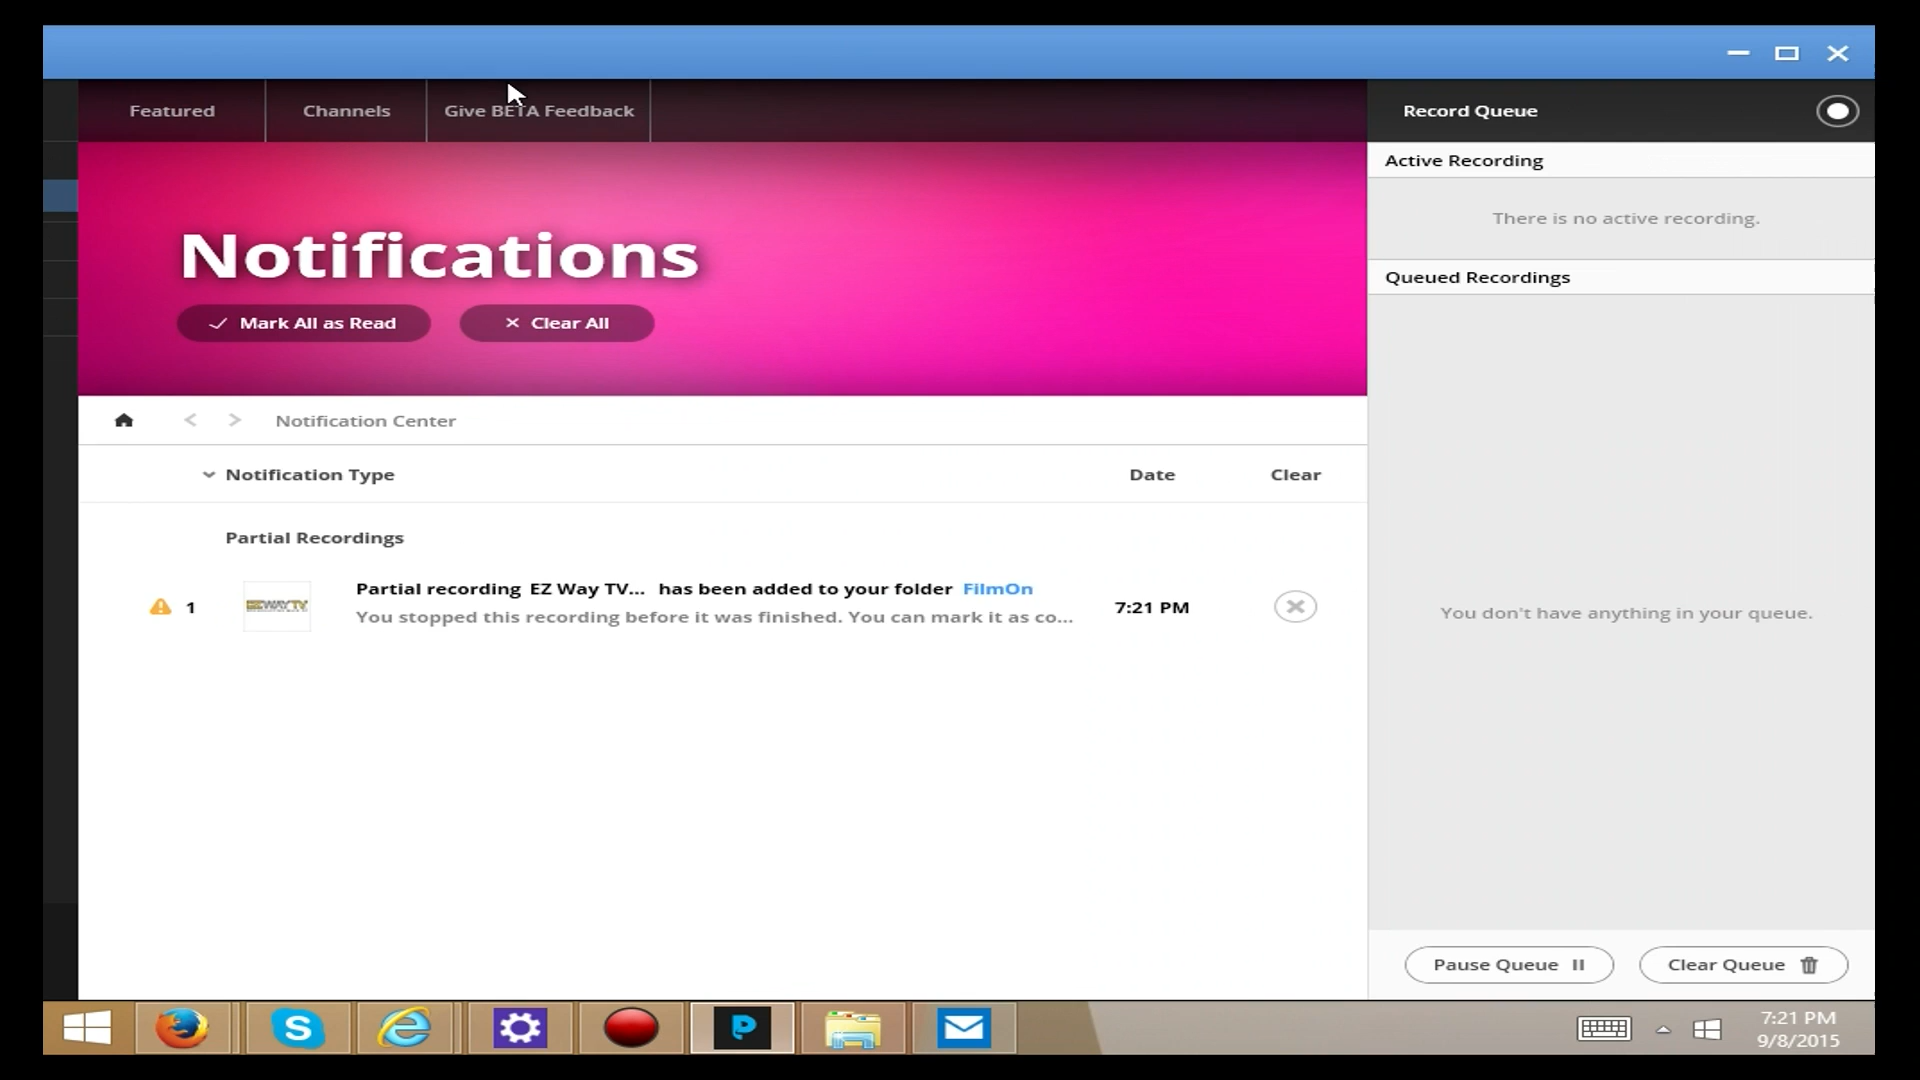 Featured
Channels
Give BETA Feedback
Record Queue
Active Recording
There is no active recording.
Queued Recordings
You don't have anything in your queue.
Notifications
Mark All as Read
Clear All
Notification Center
Notification Type
Date
Clear
Partial Recordings
1
EZWAYTV
Partial recording EZ Way TV... has been added to your folder FilmOn
You stopped this recording before it was finished. You can mark it as co...
7:21 PM
Pause Queue
Clear Queue
7:21 PM
9/8/2015